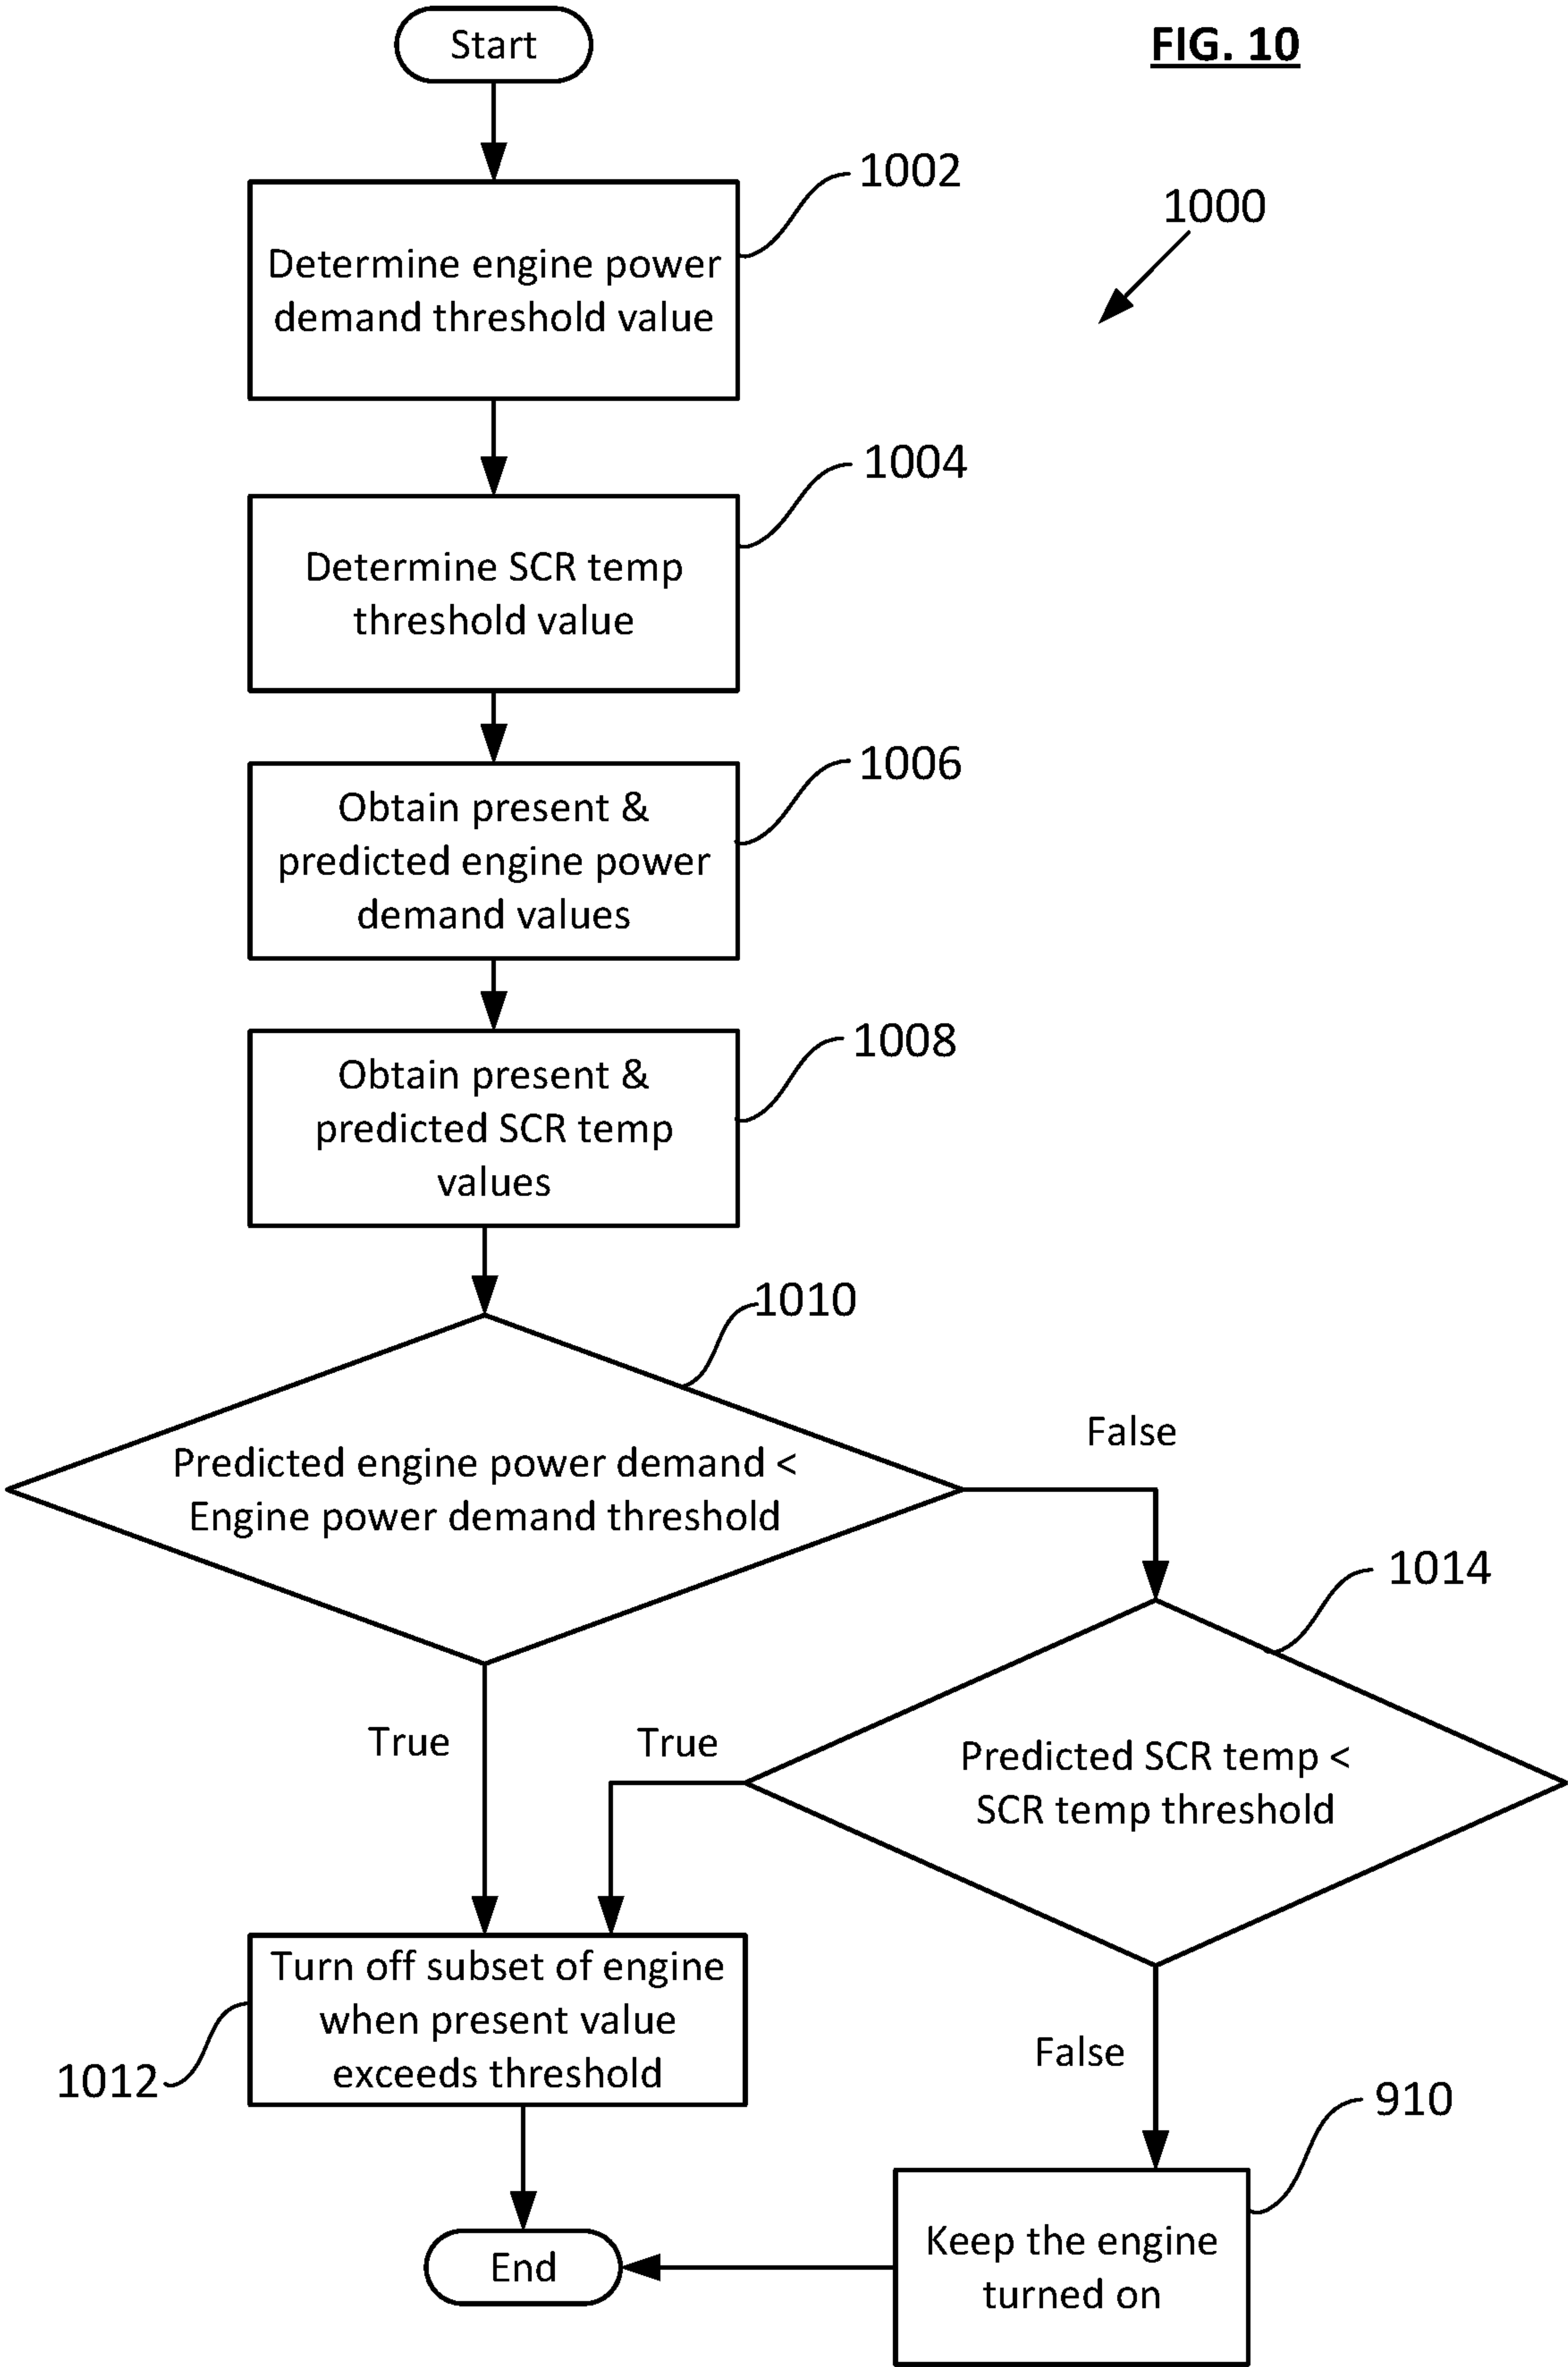 Start
FIG. 10
1002
1000
Determine engine power
demand threshold value
1004
Determine SCR temp
threshold value
1006
Obtain present &
predicted engine power
demand values
1008
Obtain present &
predicted SCR temp
values
1010
Predicted engine power demand <
Engine power demand threshold
False
1014
True
True
Predicted SCR temp <
SCR temp threshold
Turn off subset of engine
when present value
exceeds threshold
1012
False
910
Keep the engine
turned on
End